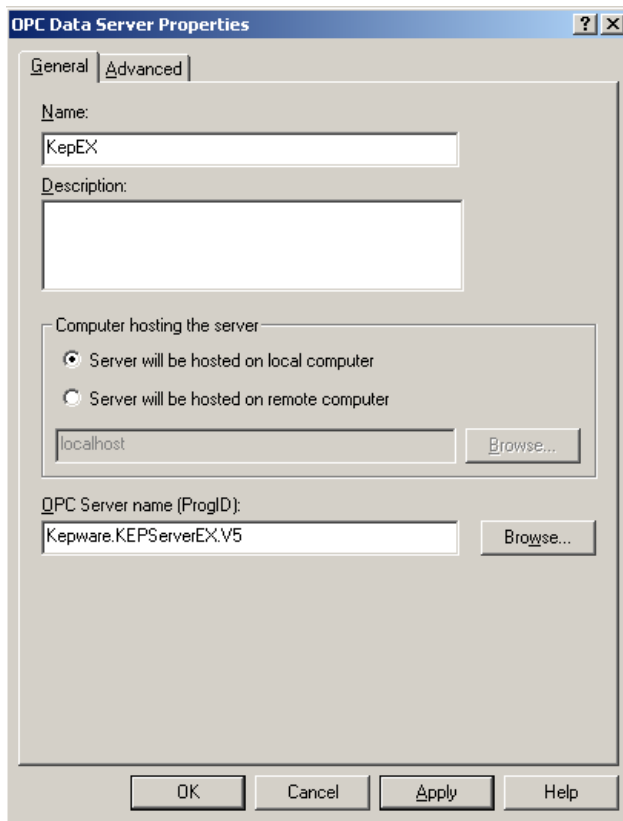 OPC Data Server Properties
General
Advanced
Name:
KepEX
Description:
Computer hosting the server
Server will be hosted on local computer
Server will be hosted on remote computer
localhost
Browse...
OPC Server name (ProgID):
Kepware.KEPServerEX.V5
Browse...
OK
Cancel
Apply
Help